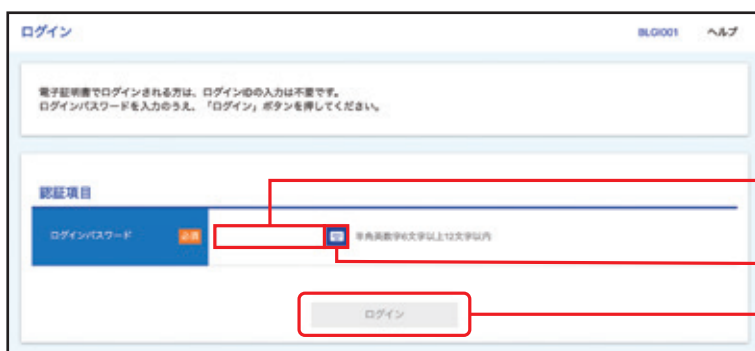 ログイン
BLGI001 ヘルプ
電子証明書でログインされる方は、ログインIDの入力は不要です。
ログインパスワードを入力のうえ、「ログイン」ボタンを押してください。
認証項目
ログインパスワード 必須 半角英数字6文字以上12文字以内
ログイン